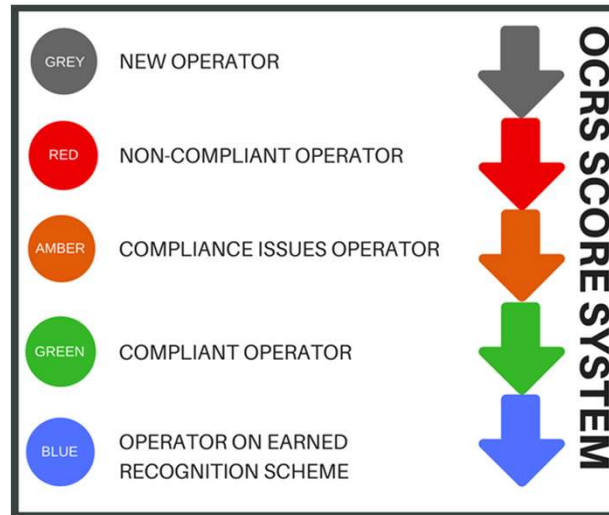 GREY
NEW OPERATOR
RED
NON-COMPLIANT OPERATOR
AMBER
COMPLIANCE ISSUES OPERATOR
GREEN
COMPLIANT OPERATOR
BLUE
OPERATOR ON EARNED
RECOGNITION SCHEME
OCRS SCORE SYSTEM